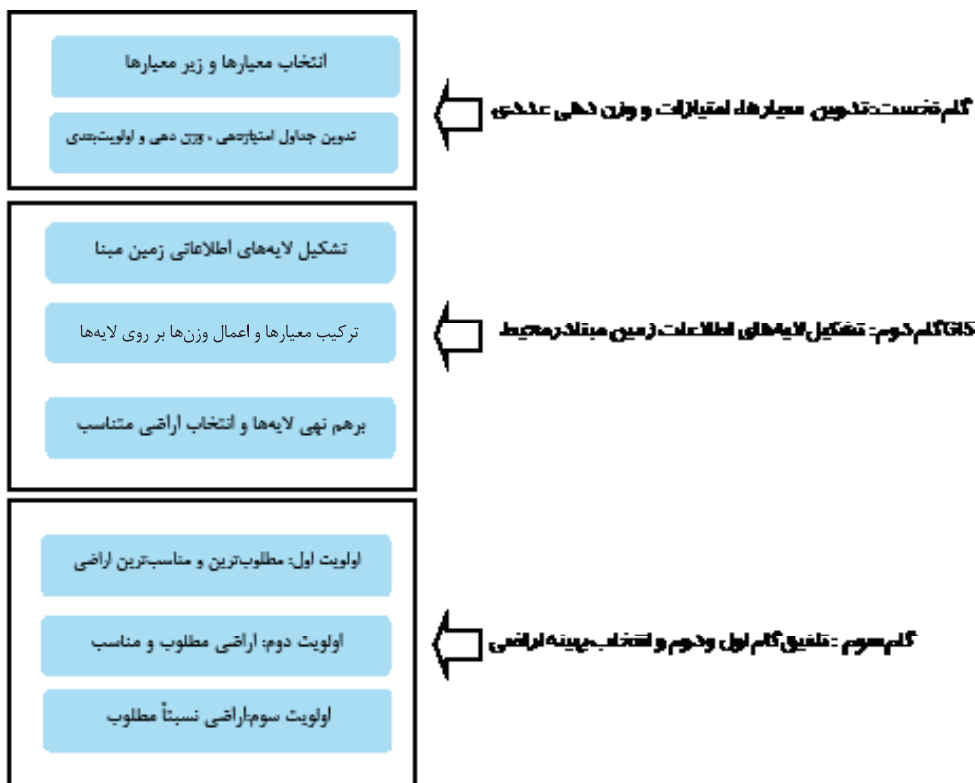 انتخاب معیارها و زیر معیارها
گام نخست: تدوین معیارها، امتیازات و وزن دهی عددی
تدوین جداول امتیازدهی ، وزن دهی و اولویت‌بندی
تشکیل لایه‌های اطلاعاتی زمین مبنا
ترکیب معیارها و اعمال وزن‌ها بر روی لایه‌ها
گام دوم: تشکیل لایه‌های اطلاعات زمین مبنا در محیط GIS
برهم نهی لایه‌ها و انتخاب اراضی متناسب
اولویت اول: مطلوب‌ترین و مناسب‌ترین اراضی
اولویت دوم: اراضی مطلوب و مناسب
گام سوم : تلفیق گام اول و دوم و انتخاب بهینه اراضی
اولویت سوم:اراضی نسبتاً مطلوب